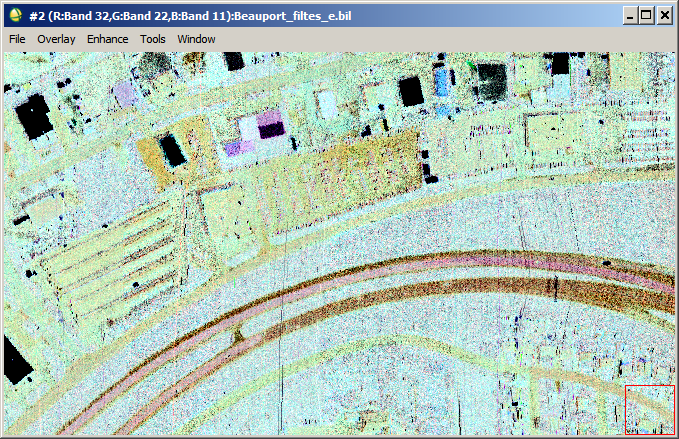 #2 (R:Band 32,G:Band 22,B:Band 11):Beauport_filtes_e.bil
File Overlay Enhance Tools Window